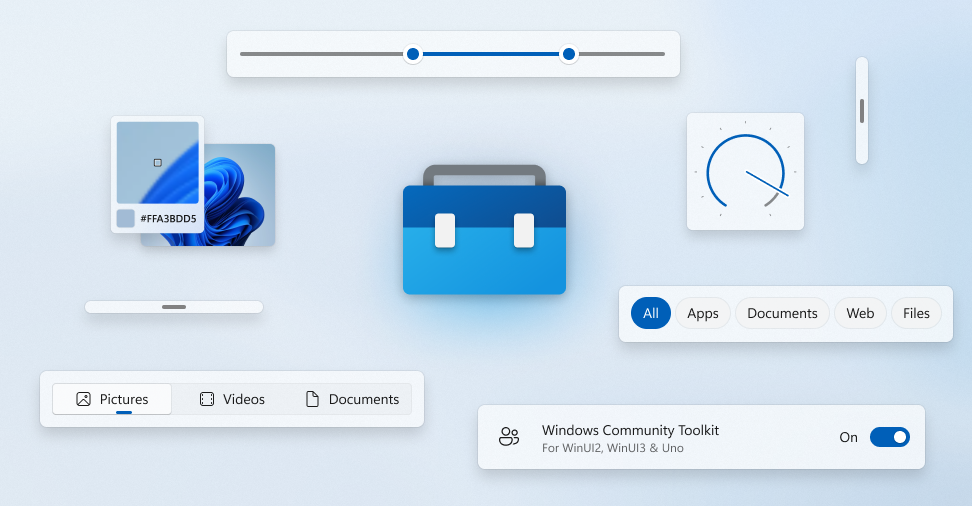 #FFA3BDD5
All Apps Documents Web Files
Pictures Videos Documents
Windows Community Toolkit
For WinUI2, WinUI3 & Uno
On